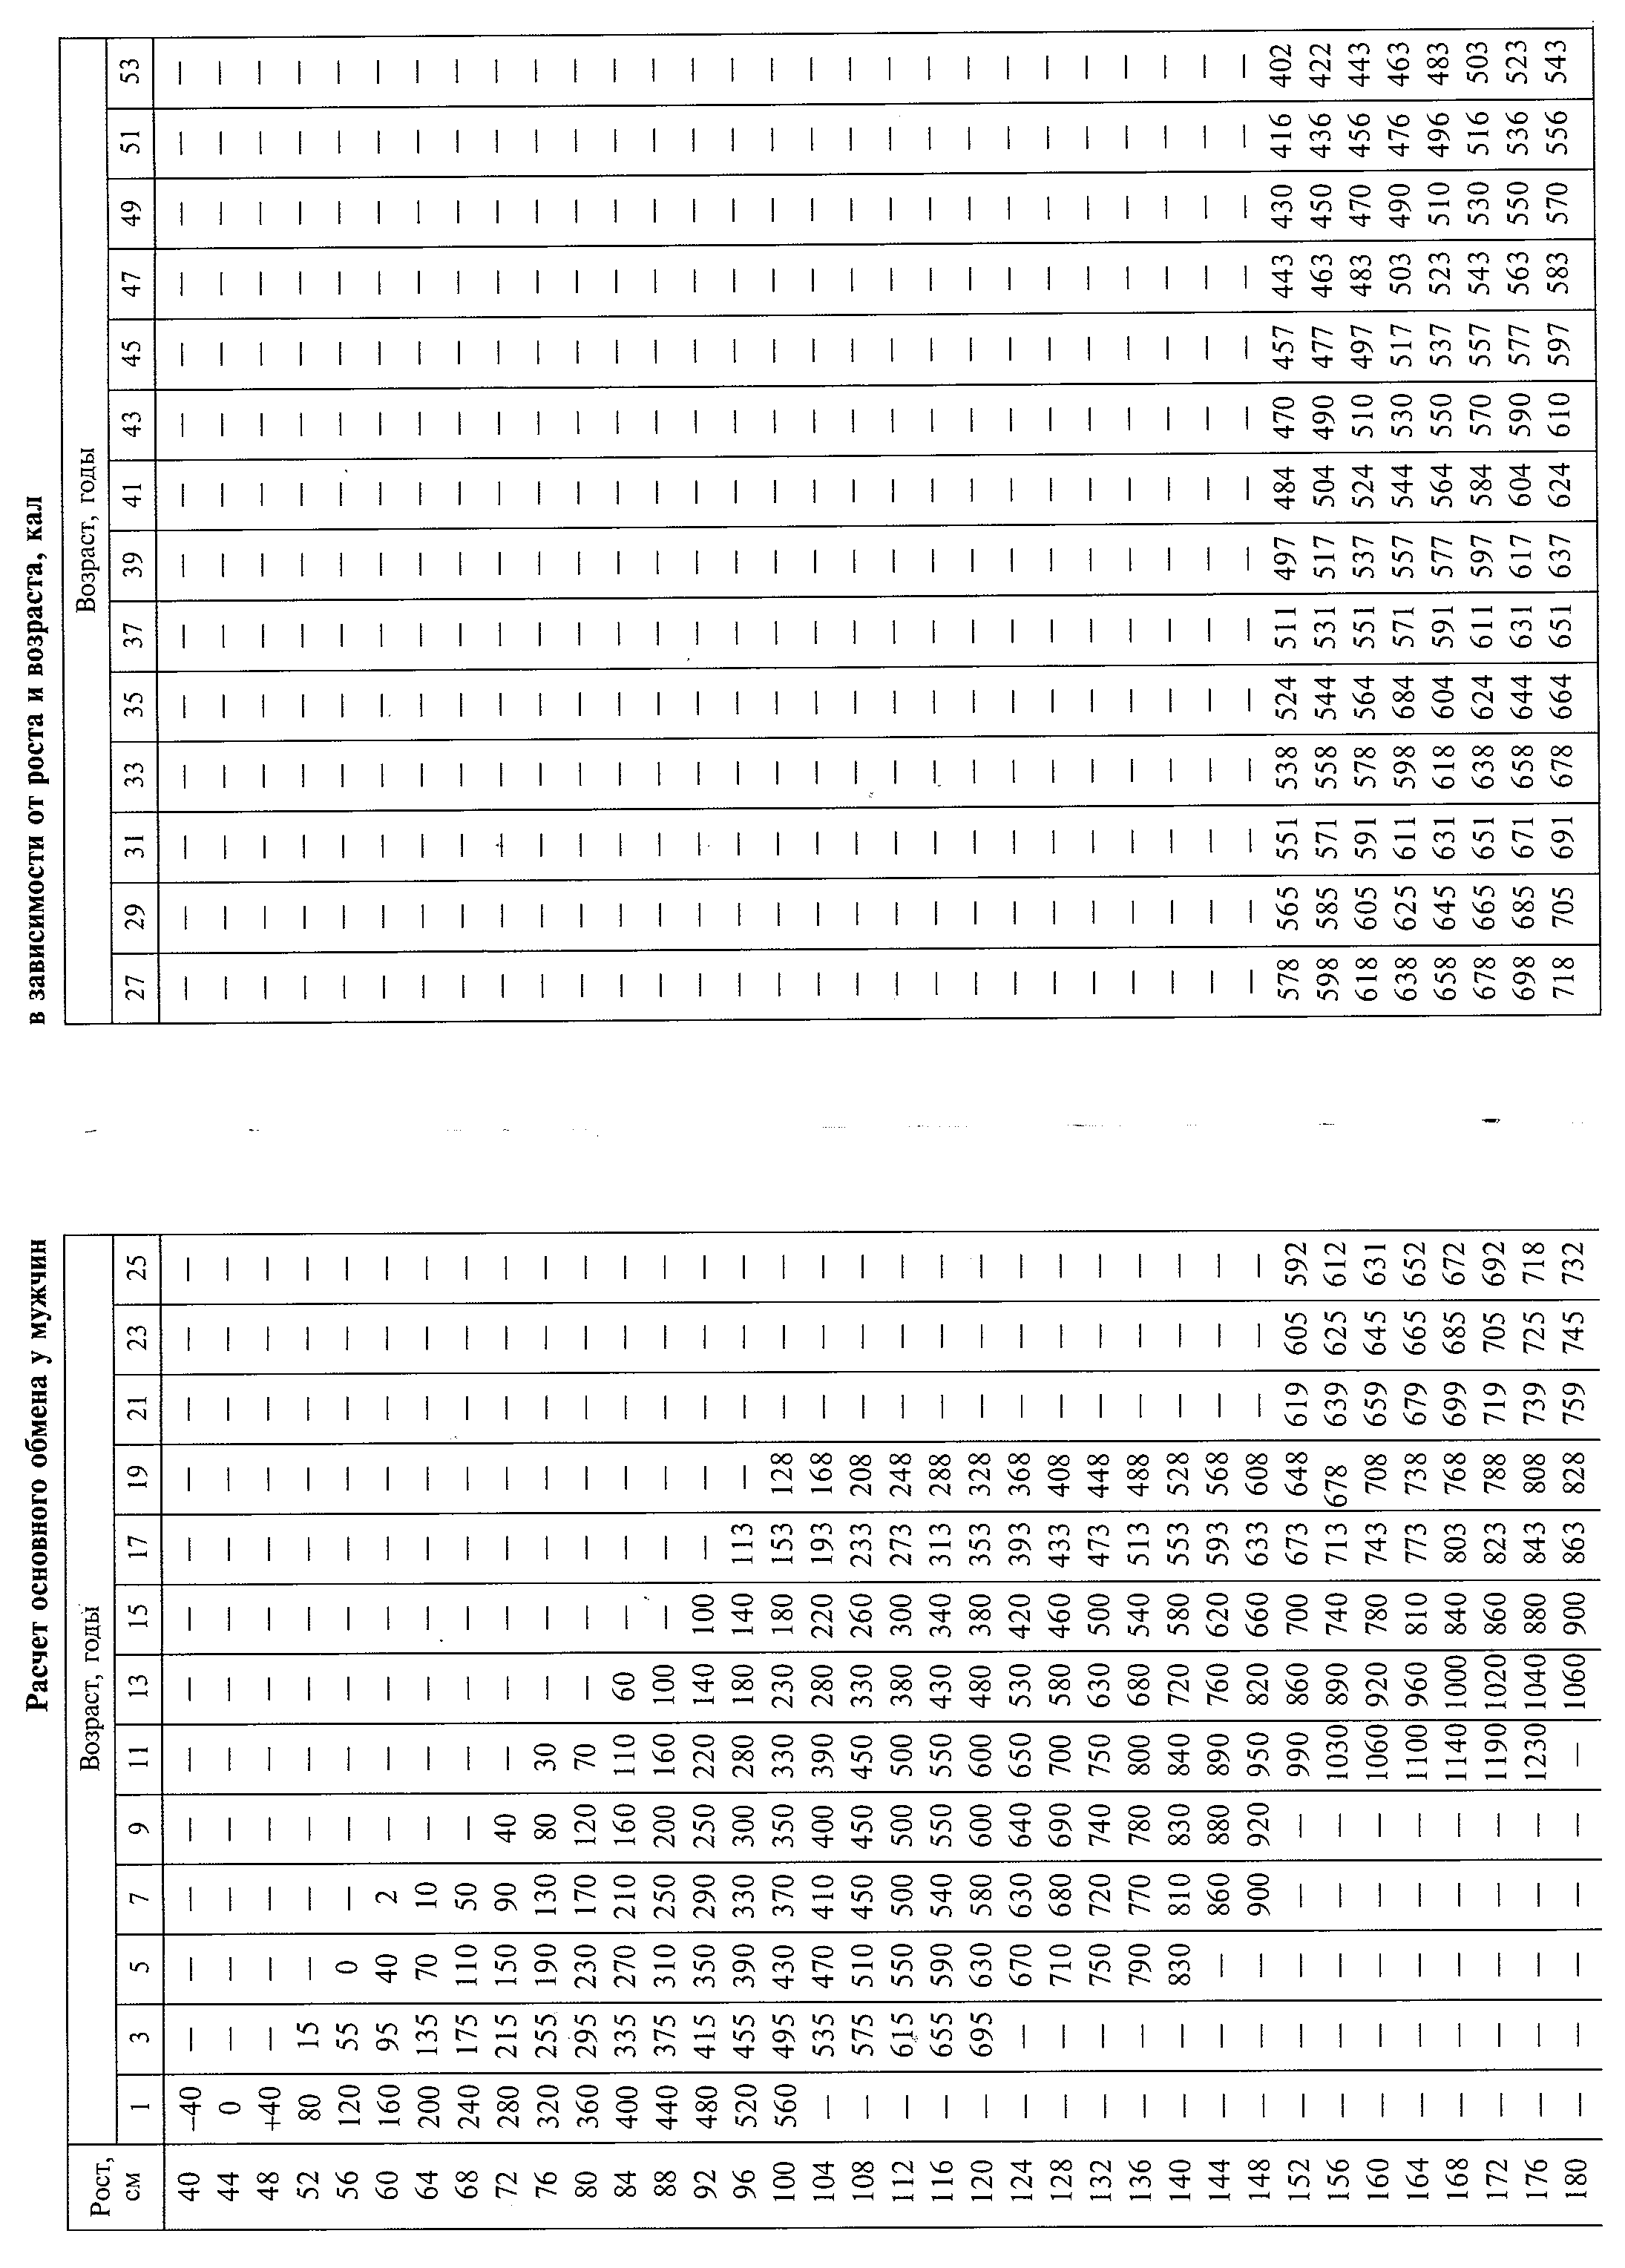 Расчет основного обмена у мужчин
в зависимости от роста и возраста, кал
Рост, см Возраст, годы Возраст, годы
1 3 5 7 9 11 13 15 17 19 21 23 25 27 29 31 33 35 37 39 41 43 45 47 49 51 53
40 –40 — — — — — — — — — — — — — — — — — — — — — — — — — —
44 0 — — — — — — — — — — — — — — — — — — — — — — — — — —
48 +40 — — — — — — — — — — — — — — — — — — — — — — — — — —
52 80 15 — — — — — — — — — — — — — — — — — — — — — — — — —
56 120 55 0 — — — — — — — — — — — — — — — — — — — — — — — —
60 160 95 40 2 — — — — — — — — — — — — — — — — — — — — — — —
64 200 135 70 10 — — — — — — — — — — — — — — — — — — — — — — —
68 240 175 110 50 — — — — — — — — — — — — — — — — — — — — — — —
72 280 215 150 90 40 — — — — — — — — — — — — — — — — — — — — — —
76 320 255 190 130 80 30 — — — — — — — — — — — — — — — — — — — — —
80 360 295 230 170 120 70 — — — — — — — — — — — — — — — — — — — — —
84 400 335 270 210 160 110 60 — — — — — — — — — — — — — — — — — — — —
88 440 375 310 250 200 160 100 — — — — — — — — — — — — — — — — — — — —
92 480 415 350 290 250 220 140 100 — — — — — — — — — — — — — — — — — — —
96 520 455 390 330 300 280 180 140 113 — — — — — — — — — — — — — — — — — —
100 560 495 430 370 350 330 230 180 153 128 — — — — — — — — — — — — — — — — —
104 — 535 470 410 400 390 280 220 193 168 — — — — — — — — — — — — — — — — —
108 — 575 510 450 450 450 330 260 233 208 — — — — — — — — — — — — — — — — —
112 — 615 550 500 500 500 380 300 273 248 — — — — — — — — — — — — — — — — —
116 — 655 590 540 550 550 430 340 313 288 — — — — — — — — — — — — — — — — —
120 — 695 630 580 600 600 480 380 353 328 — — — — — — — — — — — — — — — — —
124 — — 670 630 640 650 530 420 393 368 — — — — — — — — — — — — — — — — —
128 — — 710 680 690 700 580 460 433 408 — — — — — — — — — — — — — — — — —
132 — — 750 720 740 750 630 500 473 448 — — — — — — — — — — — — — — — — —
136 — — 790 770 780 800 680 540 513 488 — — — — — — — — — — — — — — — — —
140 — — 830 810 830 840 720 580 553 528 — — — — — — — — — — — — — — — — —
144 — — — 860 880 890 760 620 593 568 — — — — — — — — — — — — — — — — —
148 — — — 900 920 950 820 660 633 608 — — — — — — — — — — — — — — — — —
152 — — — — — 990 860 700 673 648 619 605 592 578 565 551 538 524 511 497 484 470 457 443 430 416 402
156 — — — — — 1030 890 740 713 678 639 625 612 598 585 571 558 544 531 517 504 490 477 463 450 436 422
160 — — — — — 1060 920 780 743 708 659 645 631 618 605 591 578 564 551 537 524 510 497 483 470 456 443
164 — — — — — 1100 960 810 773 738 679 665 652 638 625 611 598 684 571 557 544 530 517 503 490 476 463
168 — — — — — 1140 1000 840 803 768 699 685 672 658 645 631 618 604 591 577 564 550 537 523 510 496 483
172 — — — — — 1190 1020 860 823 788 719 705 692 678 665 651 638 624 611 597 584 570 557 543 530 516 503
176 — — — — — 1230 1040 880 843 808 739 725 718 698 685 671 658 644 631 617 604 590 577 563 550 536 523
180 — — — — — — 1060 900 863 828 759 745 732 718 705 691 678 664 651 637 624 610 597 583 570 556 543